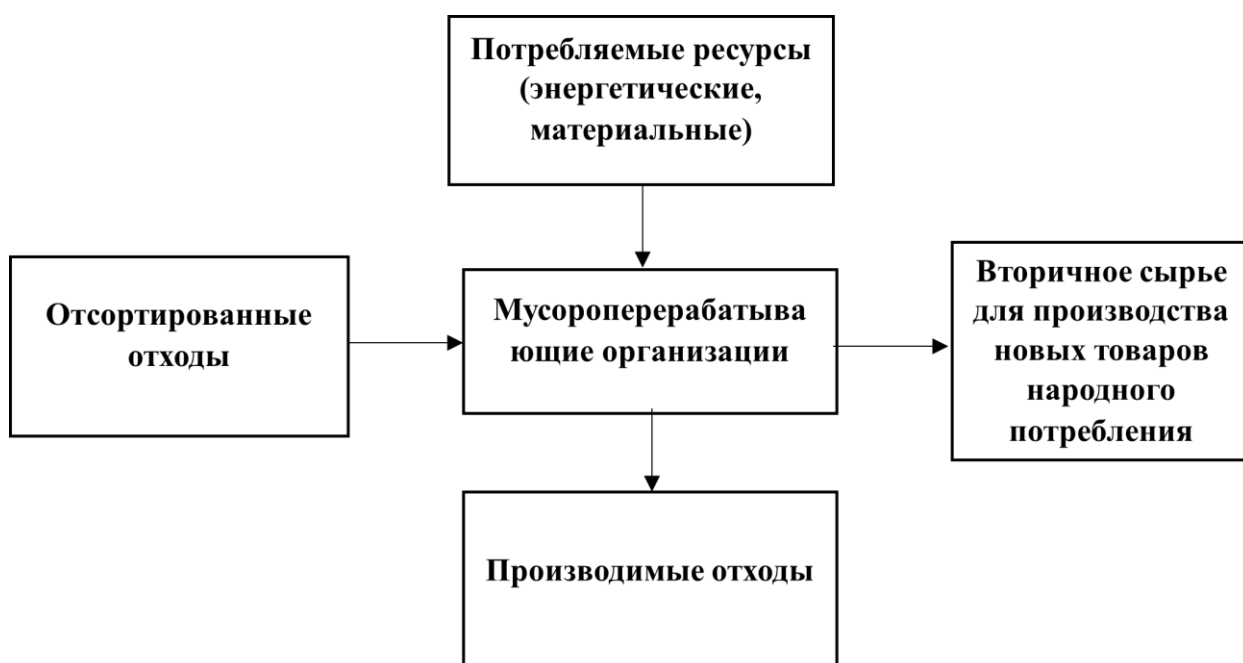 Потребляемые ресурсы
(энергетические,
материальные)
Отсортированные
отходы
Мусороперерабатыва
ющие организации
Вторичное сырье
для производства
новых товаров
народного
потребления
Производимые отходы